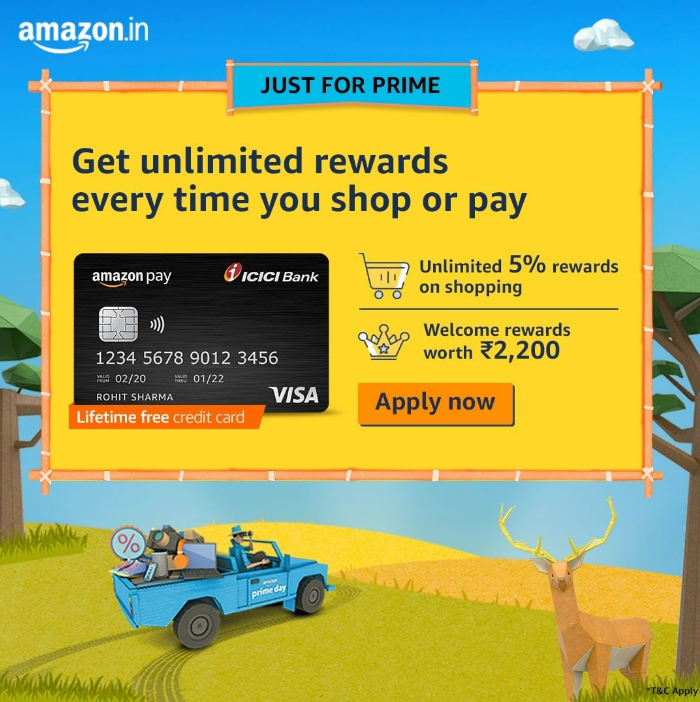 amazon.in
JUST FOR PRIME
Get unlimited rewards
every time you shop or pay
amazon pay
ICICI Bank
1234 5678 9012 3456
VALID FROM 02/20 VALID THRU 01/22
ROHIT SHARMA
VISA
Lifetime free credit card
Unlimited 5% rewards
on shopping
Welcome rewards
worth ₹2,200
Apply now
%
amazon
prime day
*T&C Apply